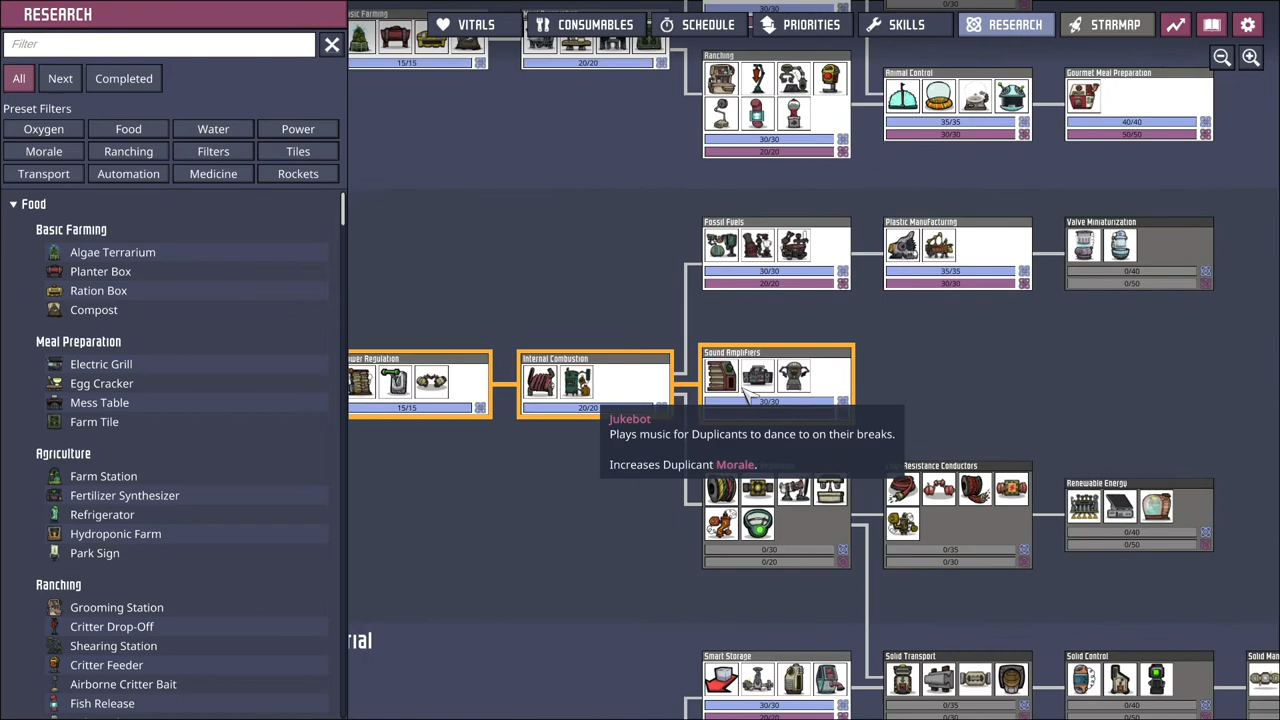 RESEARCH
VITALS
CONSUMABLES
SCHEDULE
PRIORITIES
SKILLS
RESEARCH
STARMAP
Filter
All
Next
Completed
Preset Filters
Oxygen
Food
Water
Power
Morale
Ranching
Filters
Tiles
Transport
Automation
Medicine
Rockets
Food
Basic Farming
Algae Terrarium
Planter Box
Ration Box
Compost
Meal Preparation
Electric Grill
Egg Cracker
Mess Table
Farm Tile
Agriculture
Farm Station
Fertilizer Synthesizer
Refrigerator
Hydroponic Farm
Park Sign
Ranching
Grooming Station
Critter Drop-Off
Shearing Station
Critter Feeder
Airborne Critter Bait
Fish Release
15/15
20/20
Ranching
30/30
20/20
Animal Control
35/35
30/30
Gourmet Meal Preparation
40/40
50/50
Fossil Fuels
30/30
20/20
Plastic Manufacturing
35/35
30/30
Valve Miniaturization
0/40
0/50
wer Regulation
15/15
Internal Combustion
20/20
Sound Amplifiers
30/30
Jukebot
Plays music for Duplicants to dance to on their breaks.
Increases Duplicant Morale.
0/30
0/20
Resistance Conductors
0/35
0/30
Renewable Energy
0/40
0/50
rial
Smart Storage
30/30
20/20
Solid Transport
0/35
Solid Control
0/40
0/50
Solid Man